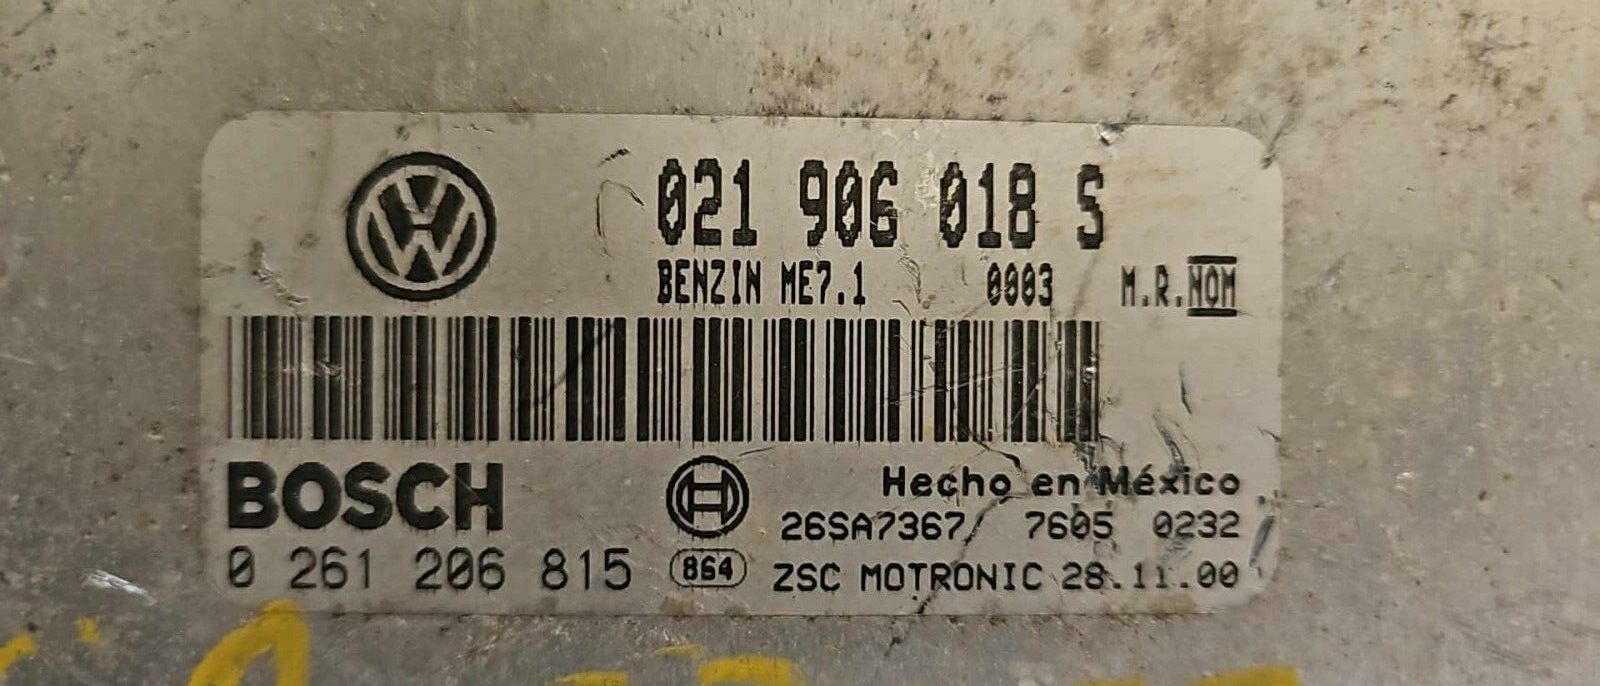 021 906 018 S
BENZIN ME7.1 0003 M.R.NOM
BOSCH
Hecho en México
26SA7367 7605 0232
0 261 206 815 864 ZSC MOTRONIC 28.11.00